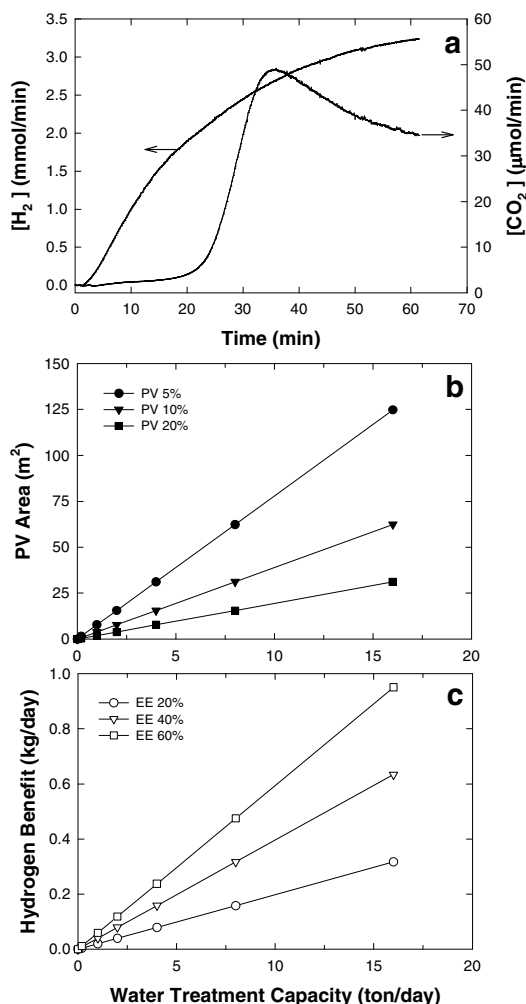 a
3.5
3.0
2.5
2.0
1.5
1.0
0.5
0.0
[H₂] (mmol/min)
60
50
40
30
20
10
0
[CO₂] (μmol/min)
0 10 20 30 40 50 60 70
Time (min)
b
150
125
100
75
50
25
0
PV Area (m²)
PV 5%
PV 10%
PV 20%
0 5 10 15 20
c
1.0
0.8
0.6
0.4
0.2
0.0
Hydrogen Benefit (kg/day)
EE 20%
EE 40%
EE 60%
0 5 10 15 20
Water Treatment Capacity (ton/day)